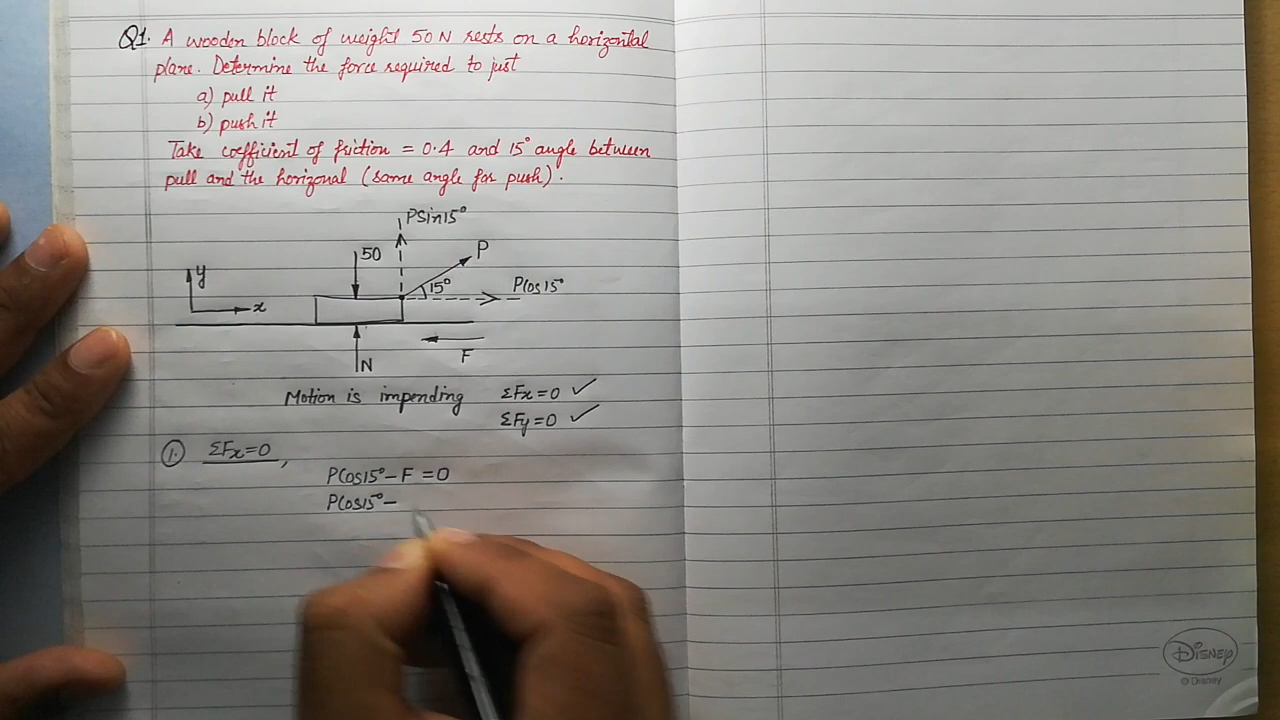 Q1. A wooden block of weight 50 N rests on a horizontal
plane. Determine the force required to just
a) pull it
b) push it
Take coefficient of friction = 0.4 and 15° angle between
pull and the horizonal (same angle for push).
PSin15°
50
P
y
15°
PCos15°
x
F
N
Motion is impending ΣFx=0 ✓
ΣFy=0 ✓
1. ΣFx=0,
PCos15° – F = 0
PCos15° –
DISNEY
© Disney